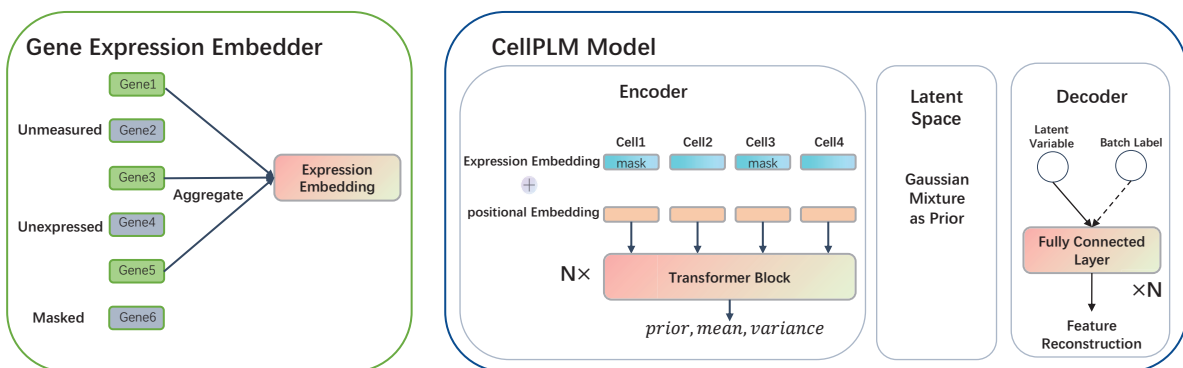 Gene Expression Embedder
Gene1
Unmeasured
Gene2
Gene3
Aggregate
Expression
Embedding
Unexpressed
Gene4
Gene5
Masked
Gene6
CellPLM Model
Encoder
Cell1 Cell2 Cell3 Cell4
Expression Embedding
mask mask
+
positional Embedding
N×
Transformer Block
prior, mean, variance
Latent
Space
Gaussian
Mixture
as Prior
Decoder
Latent
Variable
Batch Label
Fully Connected
Layer
×N
Feature
Reconstruction